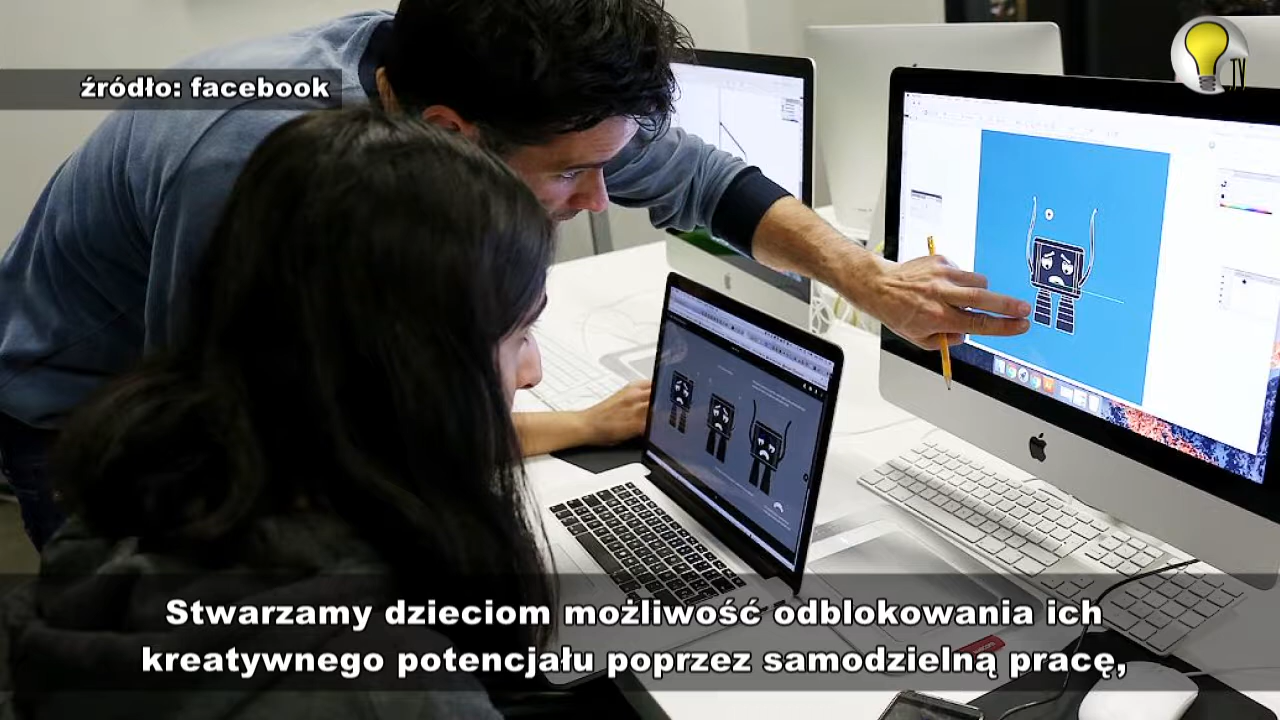 źródło: facebook
TV
Stwarzamy dzieciom możliwość odblokowania ich
kreatywnego potencjału poprzez samodzielną pracę,